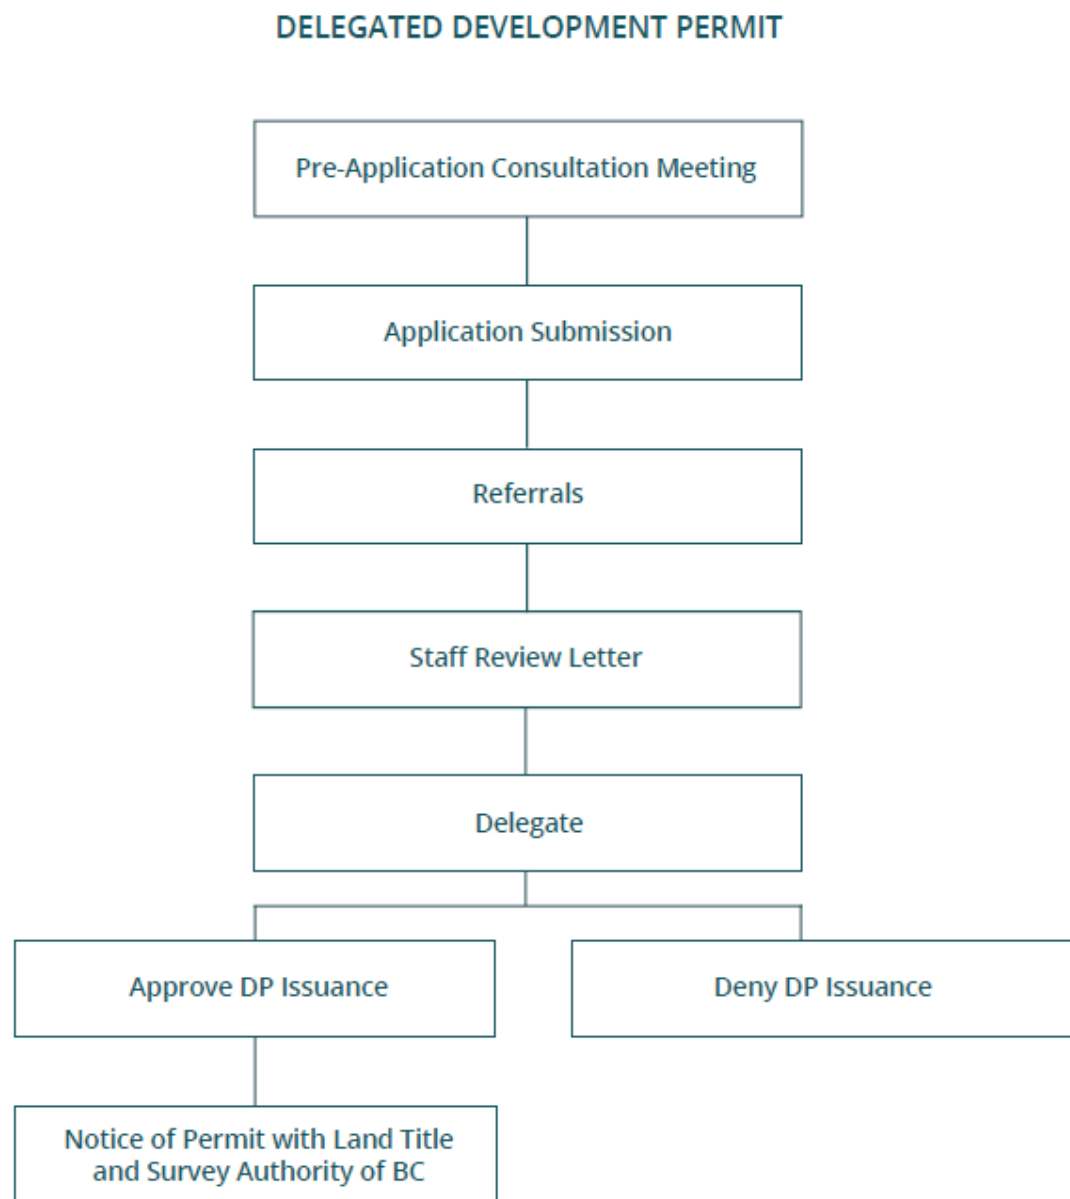 DELEGATED DEVELOPMENT PERMIT
Pre-Application Consultation Meeting
Application Submission
Referrals
Staff Review Letter
Delegate
Approve DP Issuance
Deny DP Issuance
Notice of Permit with Land Title
and Survey Authority of BC